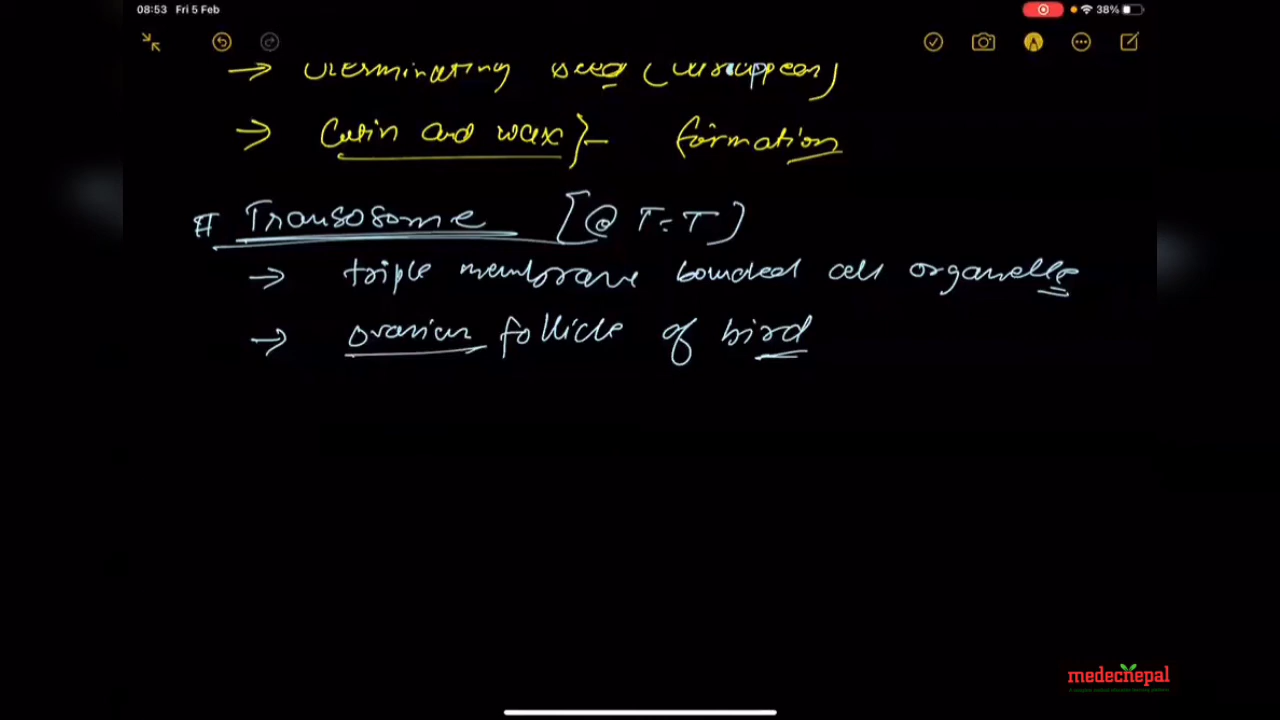 08:53 Fri 5 Feb 38%
→ Germinating seed (disappear)
→ Cutin and wax } - formation
# Transosome [@ T = T]
→ triple membrane bounded cell organelle
→ ovarian follicle of bird
medecnepal